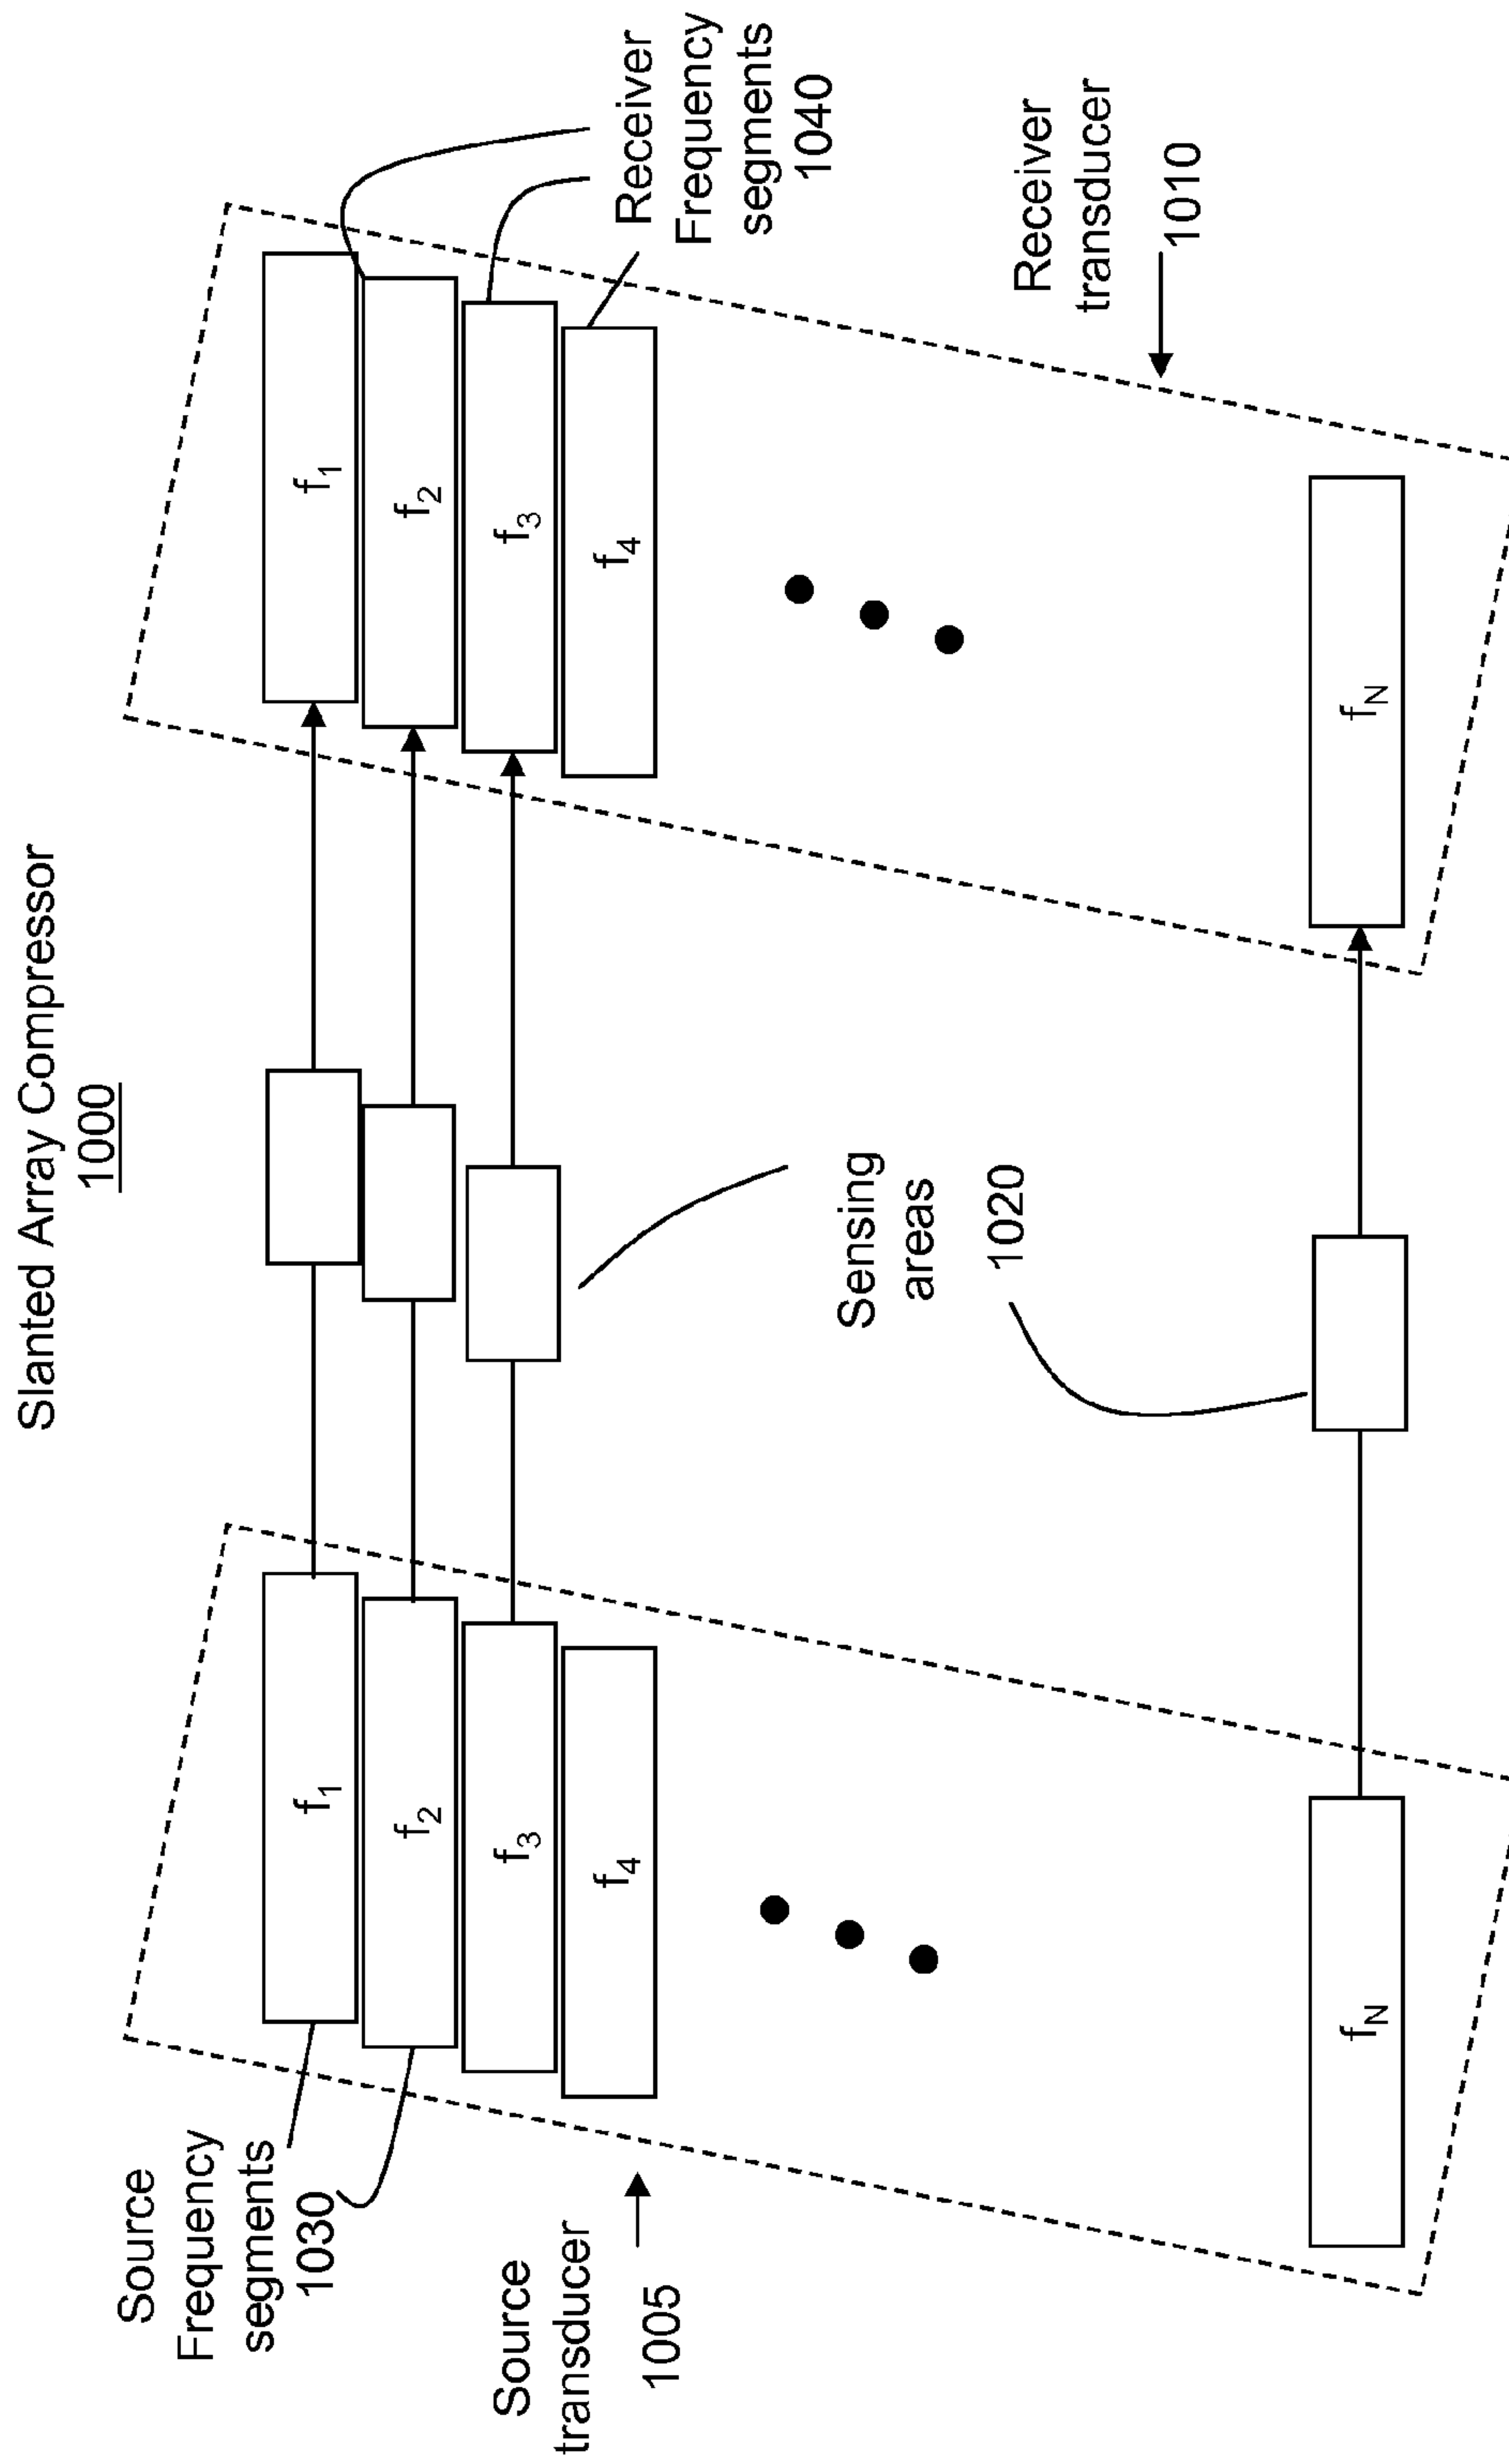 Slanted Array Compressor
1000
Source
Frequency
segments
1030
Source
transducer
1005
f1
f2
f3
f4
fN
Sensing
areas
1020
f1
f2
f3
f4
fN
Receiver
Frequency
segments
1040
Receiver
transducer
1010